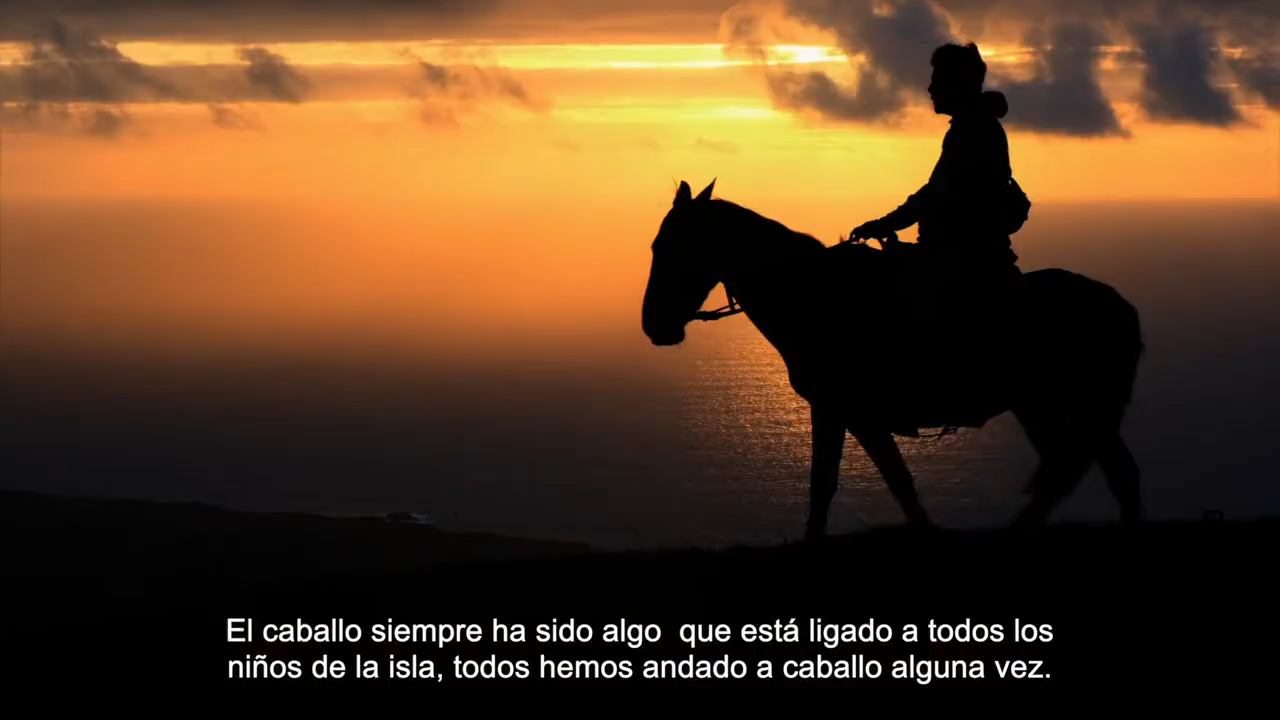 El caballo siempre ha sido algo  que está ligado a todos los
niños de la isla, todos hemos andado a caballo alguna vez.